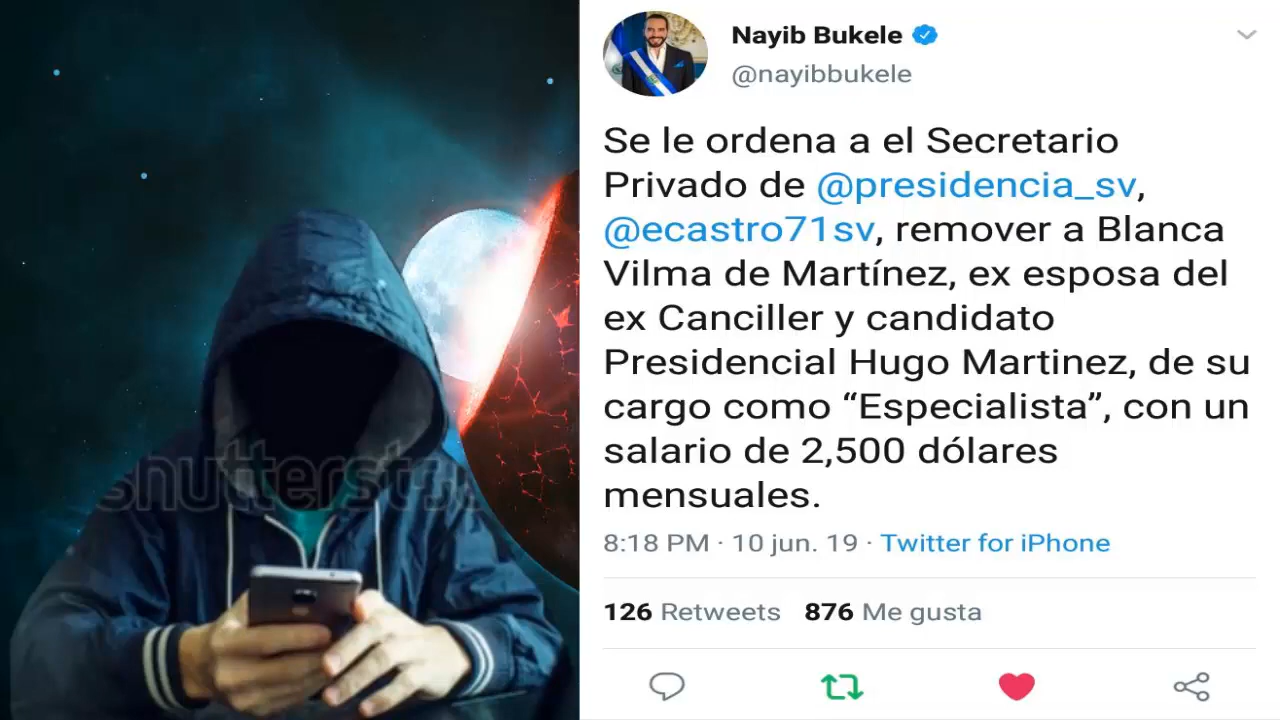 Nayib Bukele
@nayibbukele
Se le ordena a el Secretario
Privado de @presidencia_sv,
@ecastro71sv, remover a Blanca
Vilma de Martínez, ex esposa del
ex Canciller y candidato
Presidencial Hugo Martinez, de su
cargo como “Especialista”, con un
salario de 2,500 dólares
mensuales.
8:18 PM · 10 jun. 19 · Twitter for iPhone
126 Retweets 876 Me gusta